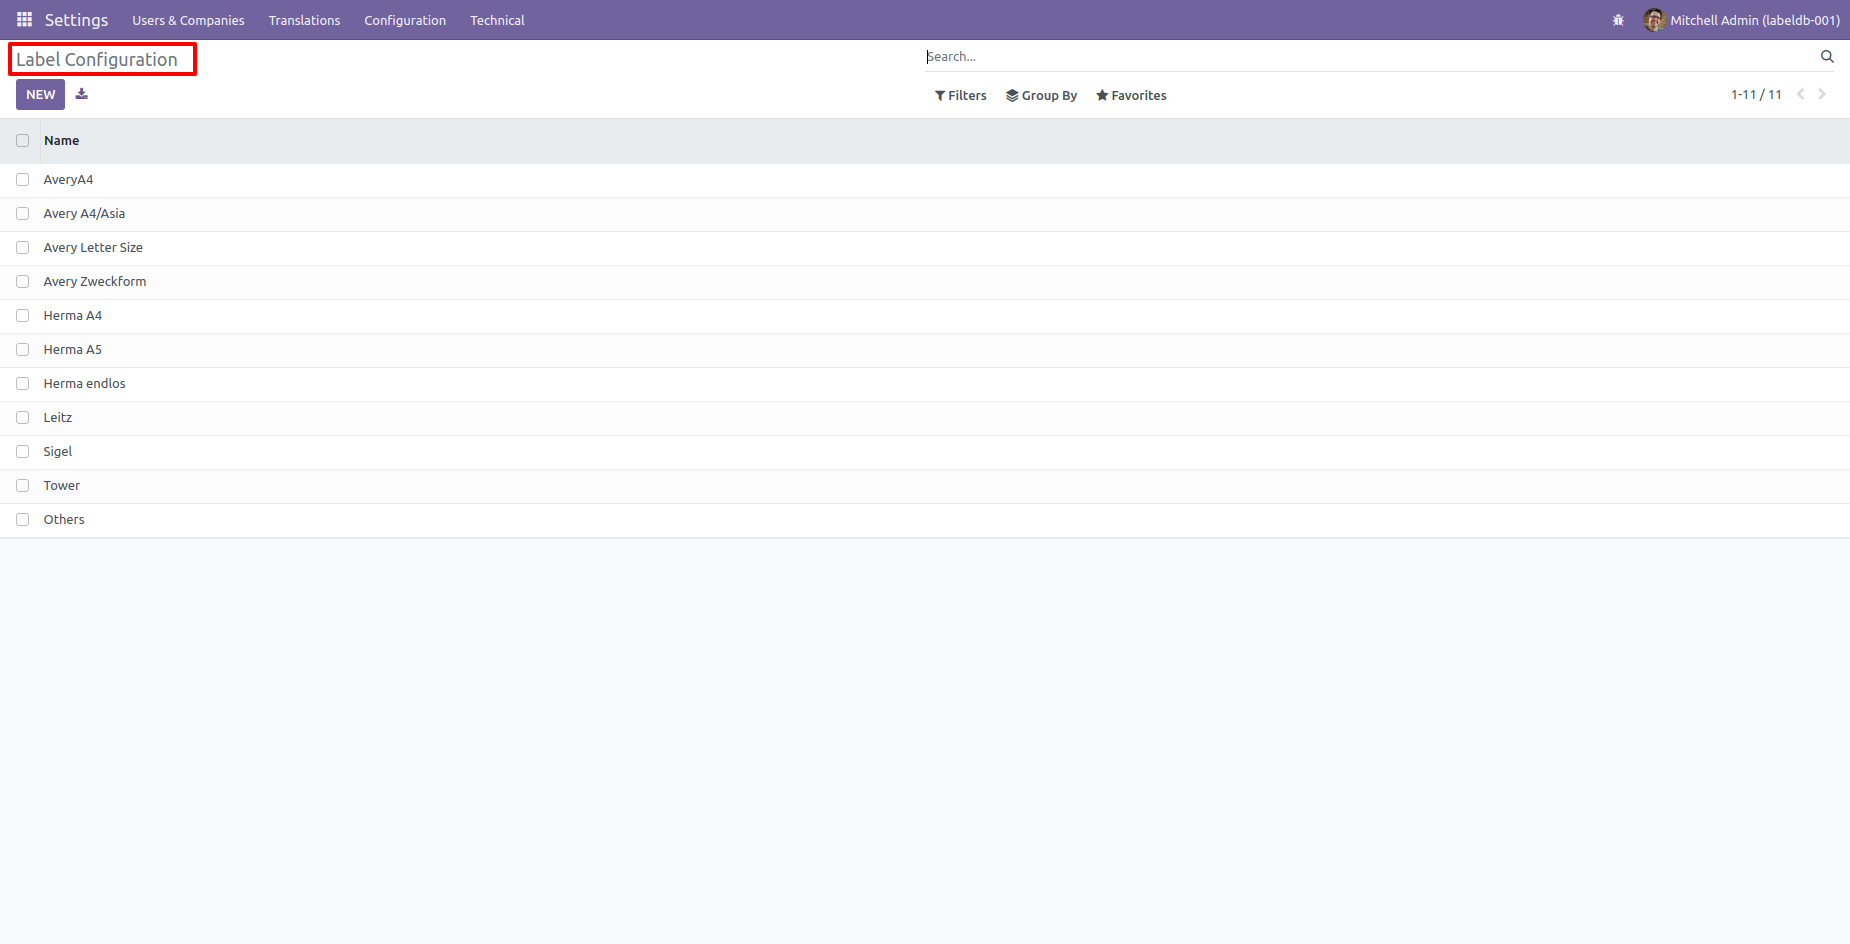 Settings Users & Companies Translations Configuration Technical Mitchell Admin (labeldb-001)
Label Configuration Search...
NEW Filters Group By Favorites 1-11 / 11
Name
AveryA4
Avery A4/Asia
Avery Letter Size
Avery Zweckform
Herma A4
Herma A5
Herma endlos
Leitz
Sigel
Tower
Others